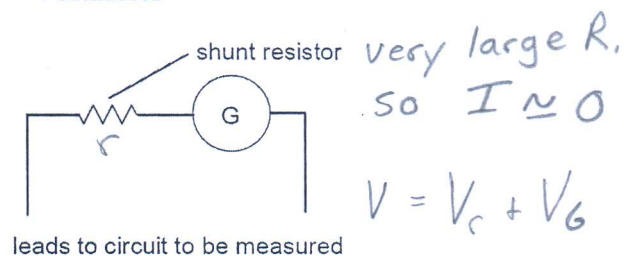 shunt resistor
very large R,
so I ≃ 0
G
r
V = Vr + VG
leads to circuit to be measured